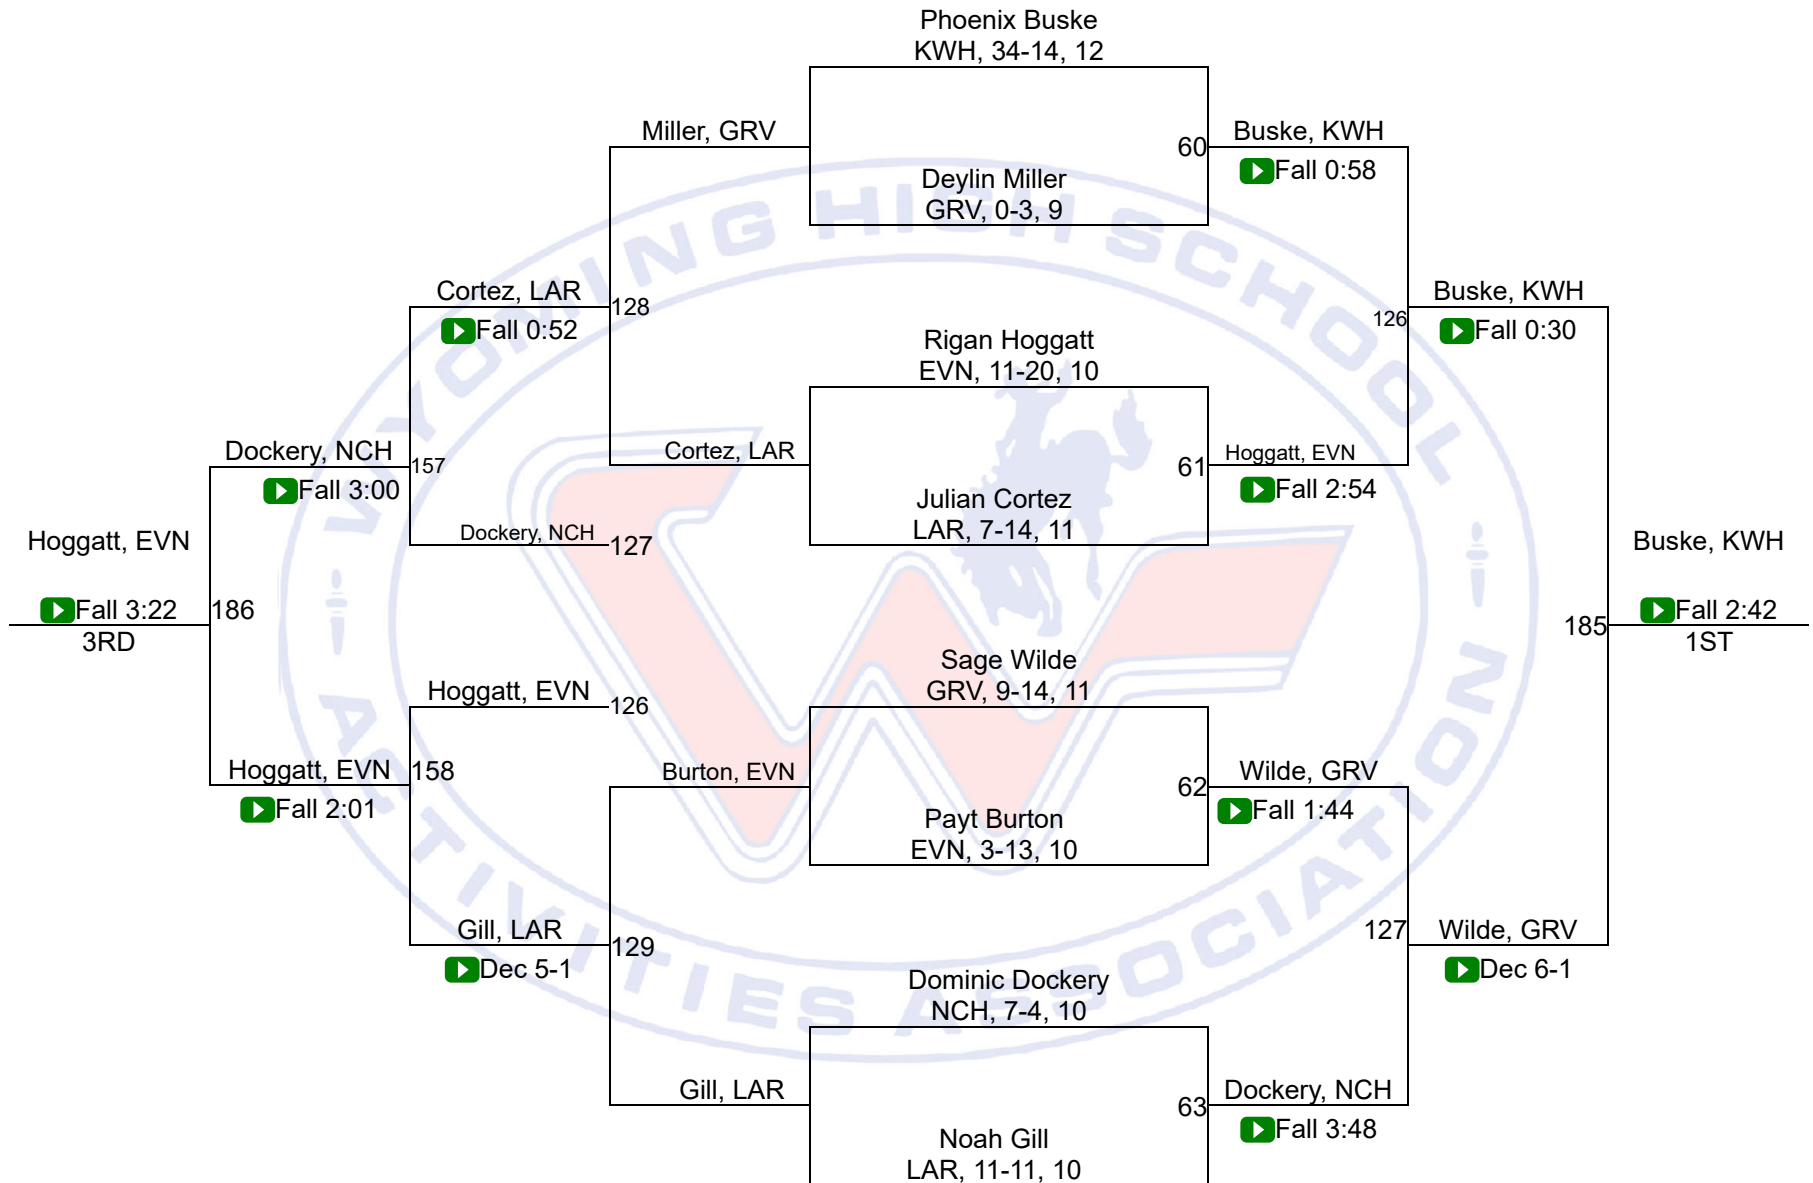 Phoenix Buske
KWH, 34-14, 12
Miller, GRV
60
Buske, KWH
Fall 0:58
Deylin Miller
GRV, 0-3, 9
Cortez, LAR
128
Fall 0:52
Buske, KWH
126
Fall 0:30
Rigan Hoggatt
EVN, 11-20, 10
Dockery, NCH
157
Fall 3:00
Cortez, LAR
61
Hoggatt, EVN
Fall 2:54
Julian Cortez
LAR, 7-14, 11
Dockery, NCH
127
Hoggatt, EVN
Fall 3:22
186
3RD
Buske, KWH
185
Fall 2:42
1ST
Sage Wilde
GRV, 9-14, 11
Hoggatt, EVN
126
Hoggatt, EVN
158
Fall 2:01
Burton, EVN
62
Wilde, GRV
Fall 1:44
Payt Burton
EVN, 3-13, 10
Gill, LAR
129
Dec 5-1
127
Wilde, GRV
Dec 6-1
Dominic Dockery
NCH, 7-4, 10
Gill, LAR
63
Dockery, NCH
Fall 3:48
Noah Gill
LAR, 11-11, 10
WYOMING HIGH SCHOOL
ACTIVITIES ASSOCIATION